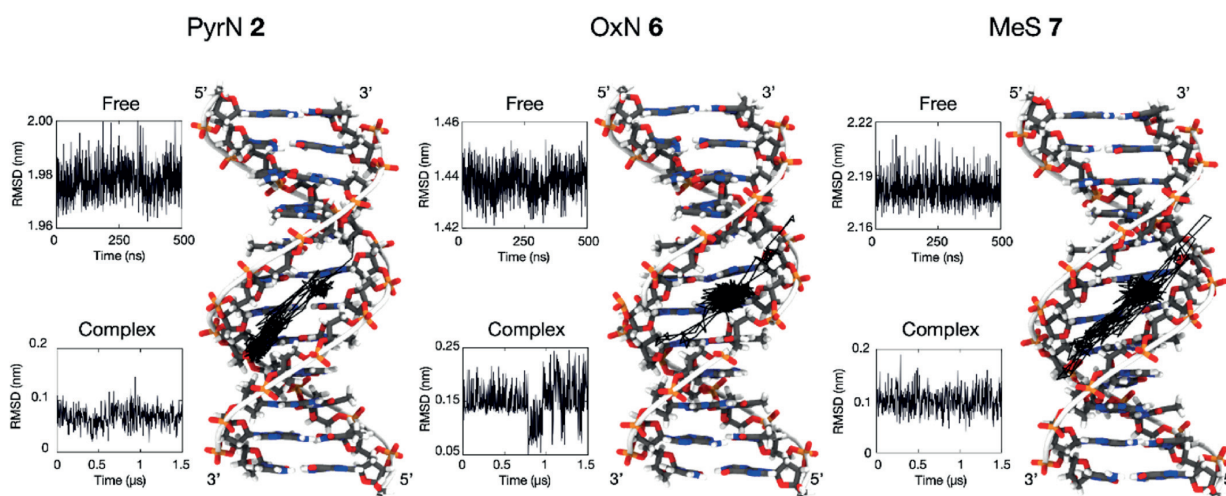 PyrN 2
OxN 6
MeS 7
5’
3’
Free
2.00
1.98
1.96
RMSD (nm)
0
250
500
Time (ns)
Complex
0.2
0.1
0
RMSD (nm)
0
0.5
1.0
1.5
Time (µs)
3’
5’
3’
Free
1.46
1.44
1.42
RMSD (nm)
0
250
500
Time (ns)
Complex
0.25
0.15
0.05
RMSD (nm)
0
0.5
1
1.5
Time (µs)
5’
3’
Free
2.22
2.19
2.16
RMSD (nm)
0
250
500
Time (ns)
Complex
0.2
0.1
0
RMSD (nm)
0
0.5
1
1.5
Time (µs)
3’
5’